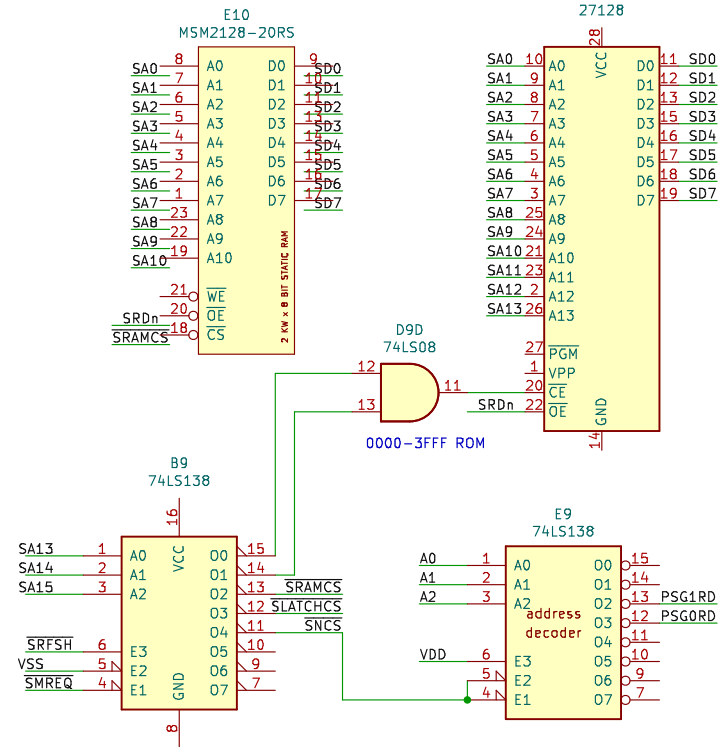 E10
MSM2128-20RS
SA0 8 A0 D0 9 SD0
SA1 7 A1 D1 10 SD1
SA2 6 A2 D2 11 SD2
SA3 5 A3 D3 13 SD3
SA4 4 A4 D4 14 SD4
SA5 3 A5 D5 15 SD5
SA6 2 A6 D6 16 SD6
SA7 1 A7 D7 17 SD7
SA8 23 A8
SA9 22 A9
SA10 19 A10
21 WE
SRDn 20 OE
SRAMCS 18 CS
2 KW x 8 BIT STATIC RAM
27128
28
VCC
SA0 10 A0 D0 11 SD0
SA1 9 A1 D1 12 SD1
SA2 8 A2 D2 13 SD2
SA3 7 A3 D3 15 SD3
SA4 6 A4 D4 16 SD4
SA5 5 A5 D5 17 SD5
SA6 4 A6 D6 18 SD6
SA7 3 A7 D7 19 SD7
SA8 25 A8
SA9 24 A9
SA10 21 A10
SA11 23 A11
SA12 2 A12
SA13 26 A13
27 PGM
1 VPP
20 CE
SRDn 22 OE
GND
14
D9D
74LS08
12
11
13
0000-3FFF ROM
B9
74LS138
16
VCC
SA13 1 A0 O0 15
SA14 2 A1 O1 14
SA15 3 A2 O2 13 SRAMCS
O3 12 SLATCHCS
O4 11 SNCS
SRFSH 6 E3 O5 10
VSS 5 E2 O6 9
SMREQ 4 E1 O7 7
GND
8
E9
74LS138
A0 1 A0 O0 15
A1 2 A1 O1 14
A2 3 A2 O2 13 PSG1RD
O3 12 PSG0RD
O4 11
address
decoder
VDD 6 E3 O5 10
5 E2 O6 9
4 E1 O7 7